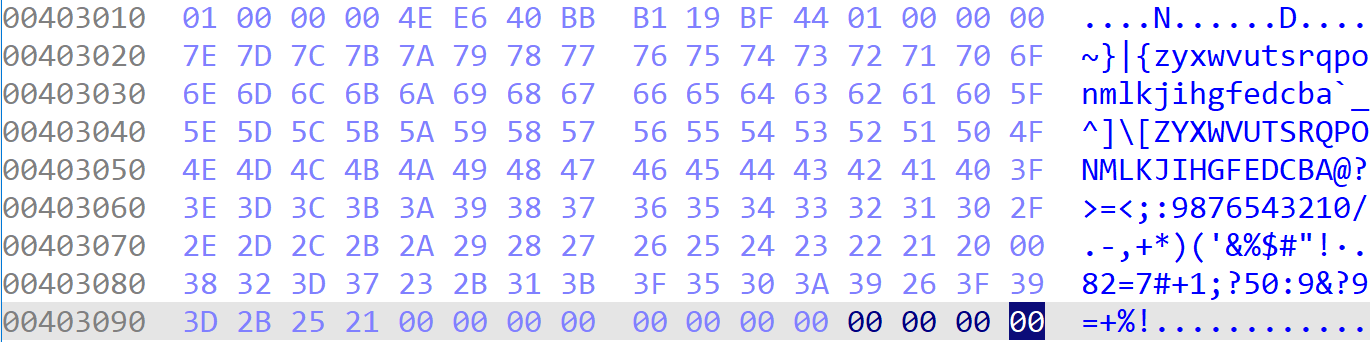 00403010 01 00 00 00 4E E6 40 BB B1 19 BF 44 01 00 00 00 ....N......D....
00403020 7E 7D 7C 7B 7A 79 78 77 76 75 74 73 72 71 70 6F ~}|{zyxwvutsrqpo
00403030 6E 6D 6C 6B 6A 69 68 67 66 65 64 63 62 61 60 5F nmlkjihgfedcba`_
00403040 5E 5D 5C 5B 5A 59 58 57 56 55 54 53 52 51 50 4F ^]\[ZYXWVUTSRQPO
00403050 4E 4D 4C 4B 4A 49 48 47 46 45 44 43 42 41 40 3F NMLKJIHGFEDCBA@?
00403060 3E 3D 3C 3B 3A 39 38 37 36 35 34 33 32 31 30 2F >=<;:9876543210/
00403070 2E 2D 2C 2B 2A 29 28 27 26 25 24 23 22 21 20 00 .-,+*)('&%$#"!·.
00403080 38 32 3D 37 23 2B 31 3B 3F 35 30 3A 39 26 3F 39 82=7#+1;?50:9&?9
00403090 3D 2B 25 21 00 00 00 00 00 00 00 00 00 00 00 00 =+%!............